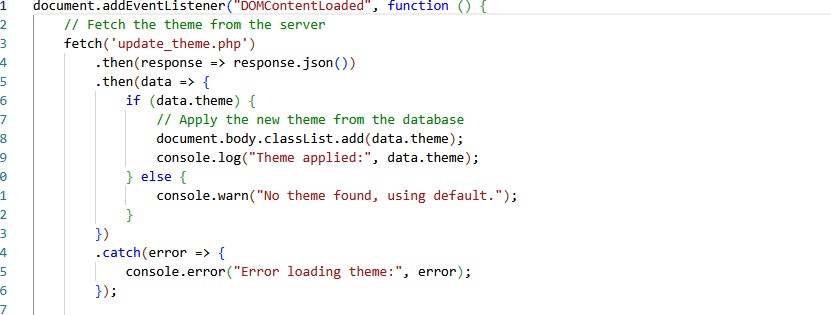 1 document.addEventListener("DOMContentLoaded", function () {
2 // Fetch the theme from the server
3 fetch('update_theme.php')
4 .then(response => response.json())
5 .then(data => {
6 if (data.theme) {
7 // Apply the new theme from the database
8 document.body.classList.add(data.theme);
9 console.log("Theme applied:", data.theme);
0 } else {
1 console.warn("No theme found, using default.");
2 }
3 })
4 .catch(error => {
5 console.error("Error loading theme:", error);
6 });
7